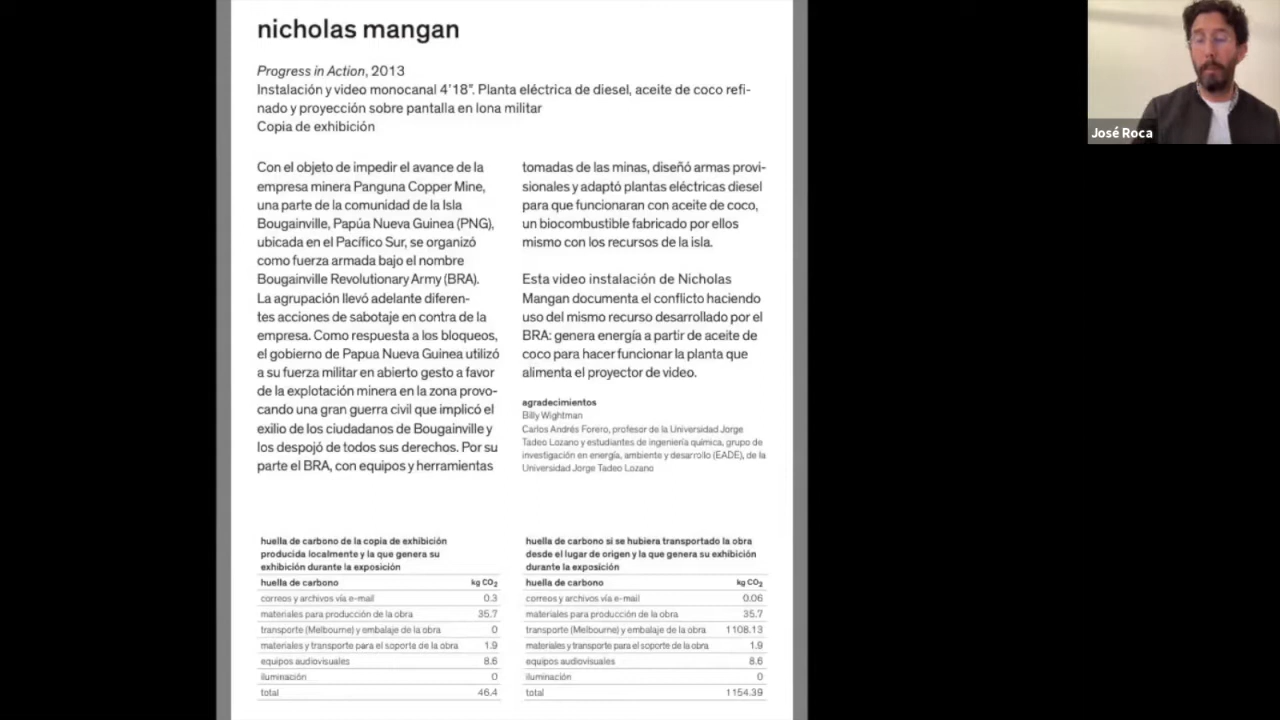 nicholas mangan
Progress in Action, 2013
Instalación y video monocanal 4'18". Planta eléctrica de diesel, aceite de coco refi-
nado y proyección sobre pantalla en lona militar
Copia de exhibición
Con el objeto de impedir el avance de la
empresa minera Panguna Copper Mine,
una parte de la comunidad de la Isla
Bougainville, Papúa Nueva Guinea (PNG),
ubicada en el Pacífico Sur, se organizó
como fuerza armada bajo el nombre
Bougainville Revolutionary Army (BRA).
La agrupación llevó adelante diferen-
tes acciones de sabotaje en contra de la
empresa. Como respuesta a los bloqueos,
el gobierno de Papua Nueva Guinea utilizó
a su fuerza militar en abierto gesto a favor
de la explotación minera en la zona provo-
cando una gran guerra civil que implicó el
exilio de los ciudadanos de Bougainville y
los despojó de todos sus derechos. Por su
parte el BRA, con equipos y herramientas
tomadas de las minas, diseñó armas provi-
sionales y adaptó plantas eléctricas diesel
para que funcionaran con aceite de coco,
un biocombustible fabricado por ellos
mismo con los recursos de la isla.
Esta video instalación de Nicholas
Mangan documenta el conflicto haciendo
uso del mismo recurso desarrollado por el
BRA: genera energía a partir de aceite de
coco para hacer funcionar la planta que
alimenta el proyector de video.
agradecimientos
Billy Wightman
Carlos Andrés Forero, profesor de la Universidad Jorge
Tadeo Lozano y estudiantes de ingeniería química, grupo de
investigación en energía, ambiente y desarrollo (EADE), de la
Universidad Jorge Tadeo Lozano
huella de carbono de la copia de exhibición
producida localmente y la que genera su
exhibición durante la exposición
huella de carbono kg CO2
correos y archivos vía e-mail 0.3
materiales para producción de la obra 35.7
transporte (Melbourne) y embalaje de la obra 0
materiales y transporte para el soporte de la obra 1.9
equipos audiovisuales 8.6
iluminación 0
total 46.4
huella de carbono si se hubiera transportado la obra
desde el lugar de origen y la que genera su exhibición
durante la exposición
huella de carbono kg CO2
correos y archivos vía e-mail 0.06
materiales para producción de la obra 35.7
transporte (Melbourne) y embalaje de la obra 1108.13
materiales y transporte para el soporte de la obra 1.9
equipos audiovisuales 8.6
iluminación 0
total 1154.39
José Roca